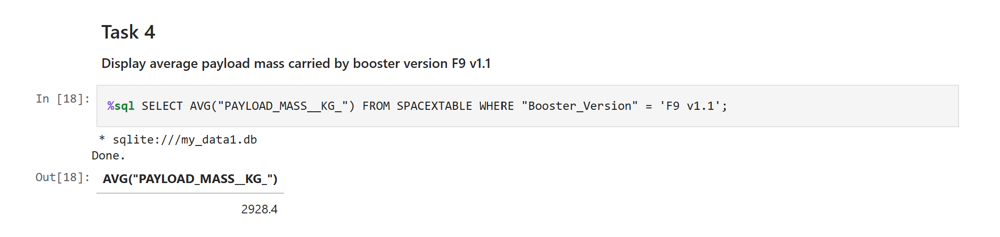 Task 4
Display average payload mass carried by booster version F9 v1.1
In [18]: %sql SELECT AVG("PAYLOAD_MASS__KG_") FROM SPACEXTABLE WHERE "Booster_Version" = 'F9 v1.1';
* sqlite:///my_data1.db
Done.
Out[18]: AVG("PAYLOAD_MASS__KG_")
2928.4